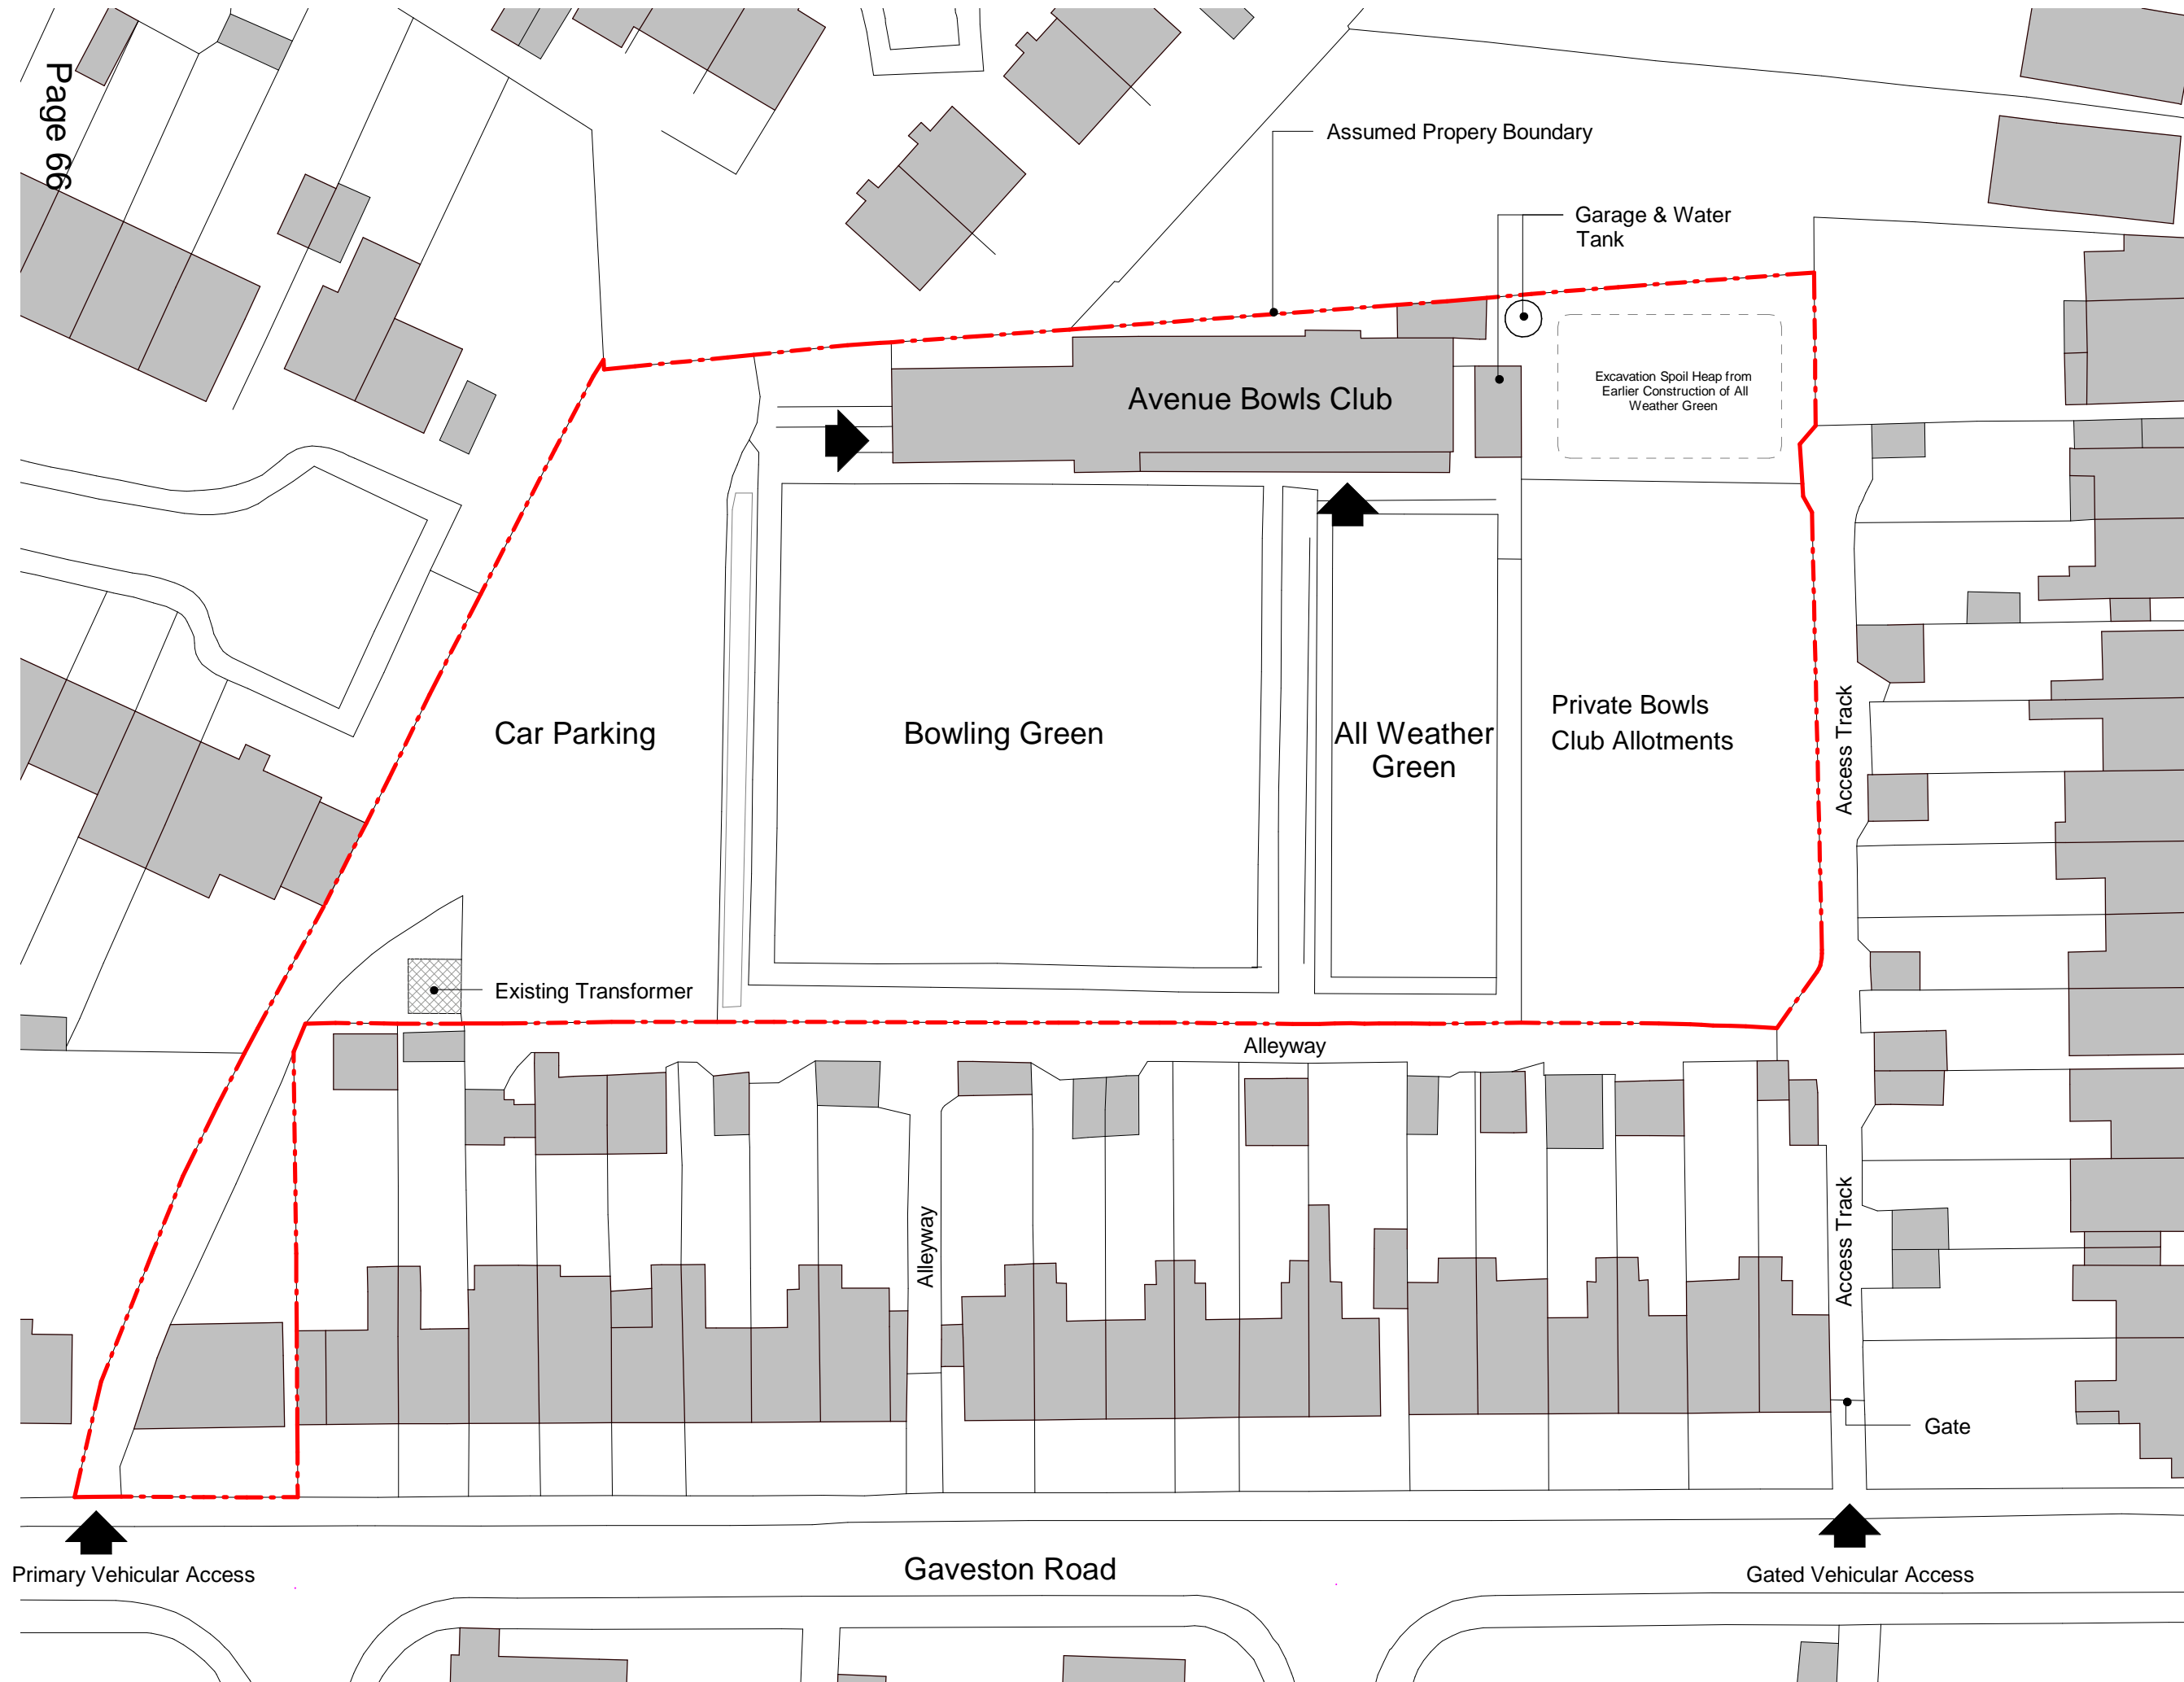 Page 66
Assumed Propery Boundary
Garage & Water
Tank
Excavation Spoil Heap from
Earlier Construction of All
Weather Green
Avenue Bowls Club
Car Parking
Bowling Green
All Weather
Green
Private Bowls
Club Allotments
Access Track
Existing Transformer
Alleyway
Alleyway
Access Track
Gate
Primary Vehicular Access
Gaveston Road
Gated Vehicular Access